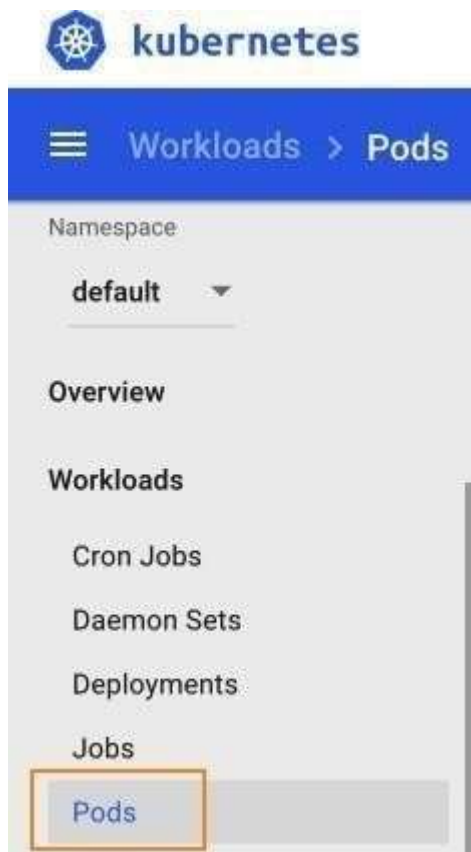 kubernetes
Workloads > Pods
Namespace
default
Overview
Workloads
Cron Jobs
Daemon Sets
Deployments
Jobs
Pods